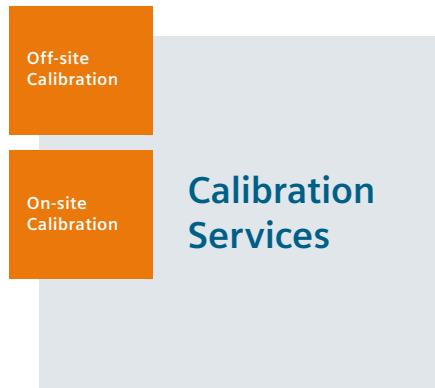 Off-site
Calibration
On-site
Calibration
Calibration
Services